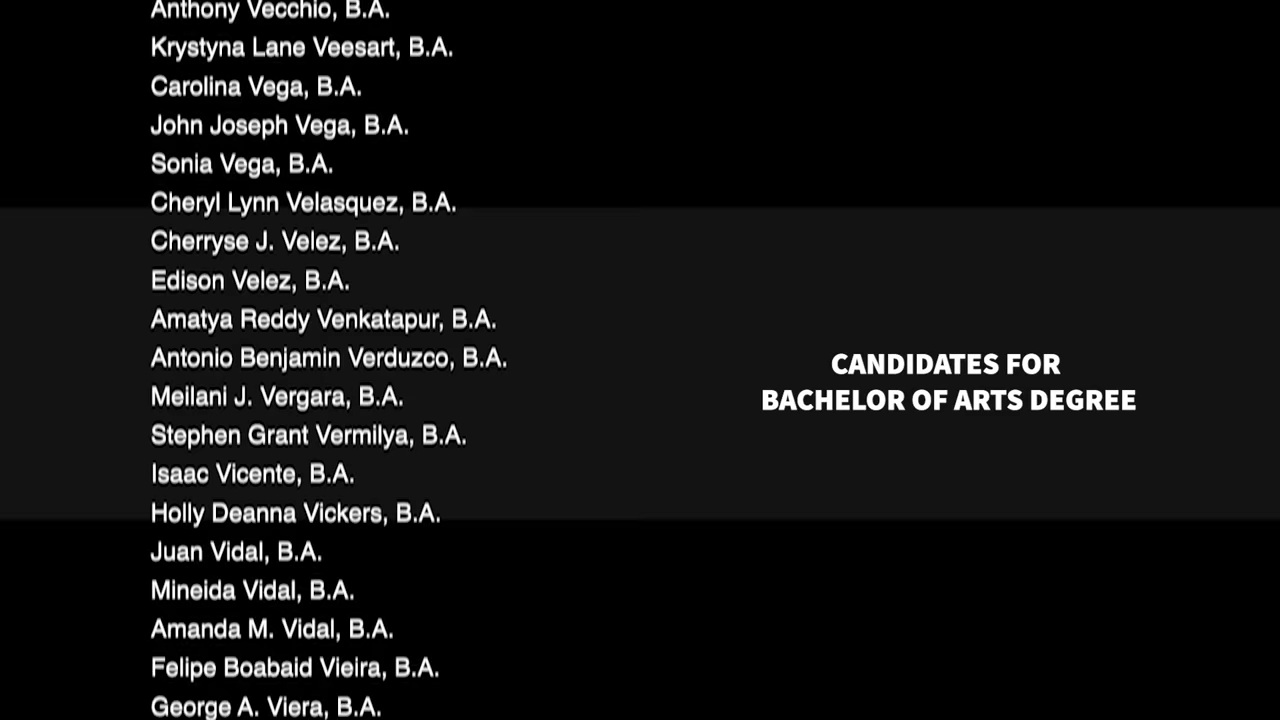 Anthony Vecchio, B.A.
Krystyna Lane Veesart, B.A.
Carolina Vega, B.A.
John Joseph Vega, B.A.
Sonia Vega, B.A.
Cheryl Lynn Velasquez, B.A.
Cherryse J. Velez, B.A.
Edison Velez, B.A.
Amatya Reddy Venkatapur, B.A.
Antonio Benjamin Verduzco, B.A.
Meilani J. Vergara, B.A.
Stephen Grant Vermilya, B.A.
Isaac Vicente, B.A.
Holly Deanna Vickers, B.A.
Juan Vidal, B.A.
Mineida Vidal, B.A.
Amanda M. Vidal, B.A.
Felipe Boabaid Vieira, B.A.
George A. Viera, B.A.
CANDIDATES FOR
BACHELOR OF ARTS DEGREE